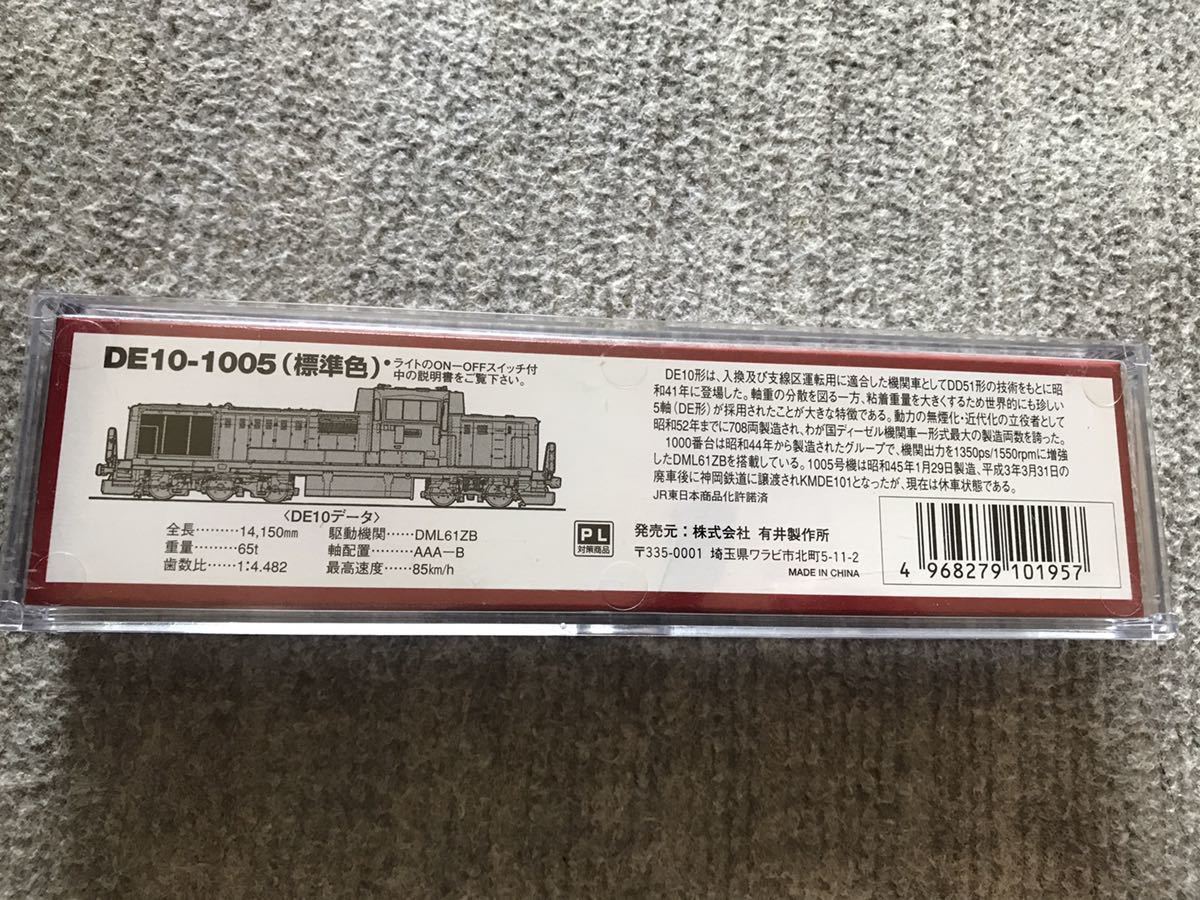 DE10-1005(標準色)
•ライトのON－OFFスイッチ付
中の説明書をご覧下さい。
〈DE10データ〉
全長………14,150mm
重量………65t
歯数比……1:4.482
駆動機関……DML61ZB
軸配置………AAA－B
最高速度……85km/h
DE10形は、入換及び支線区運転用に適合した機関車としてDD51形の技術をもとに昭
和41年に登場した。軸重の分散を図る一方、粘着重量を大きくするため世界的にも珍しい
5軸(DE形)が採用されたことが大きな特徴である。動力の無煙化・近代化の立役者として
昭和52年までに708両製造され、わが国ディーゼル機関車一形式最大の製造両数を誇った。
1000番台は昭和44年から製造されたグループで、機関出力を1350ps/1550rpmに増強
したDML61ZBを搭載している。1005号機は昭和45年1月29日製造、平成3年3月31日の
廃車後に神岡鉄道に譲渡されKMDE101となったが、現在は休車状態である。
JR東日本商品化許諾済
PL
対策商品
発売元：株式会社 有井製作所
〒335-0001 埼玉県ワラビ市北町5-11-2
MADE IN CHINA
4 968279 101957